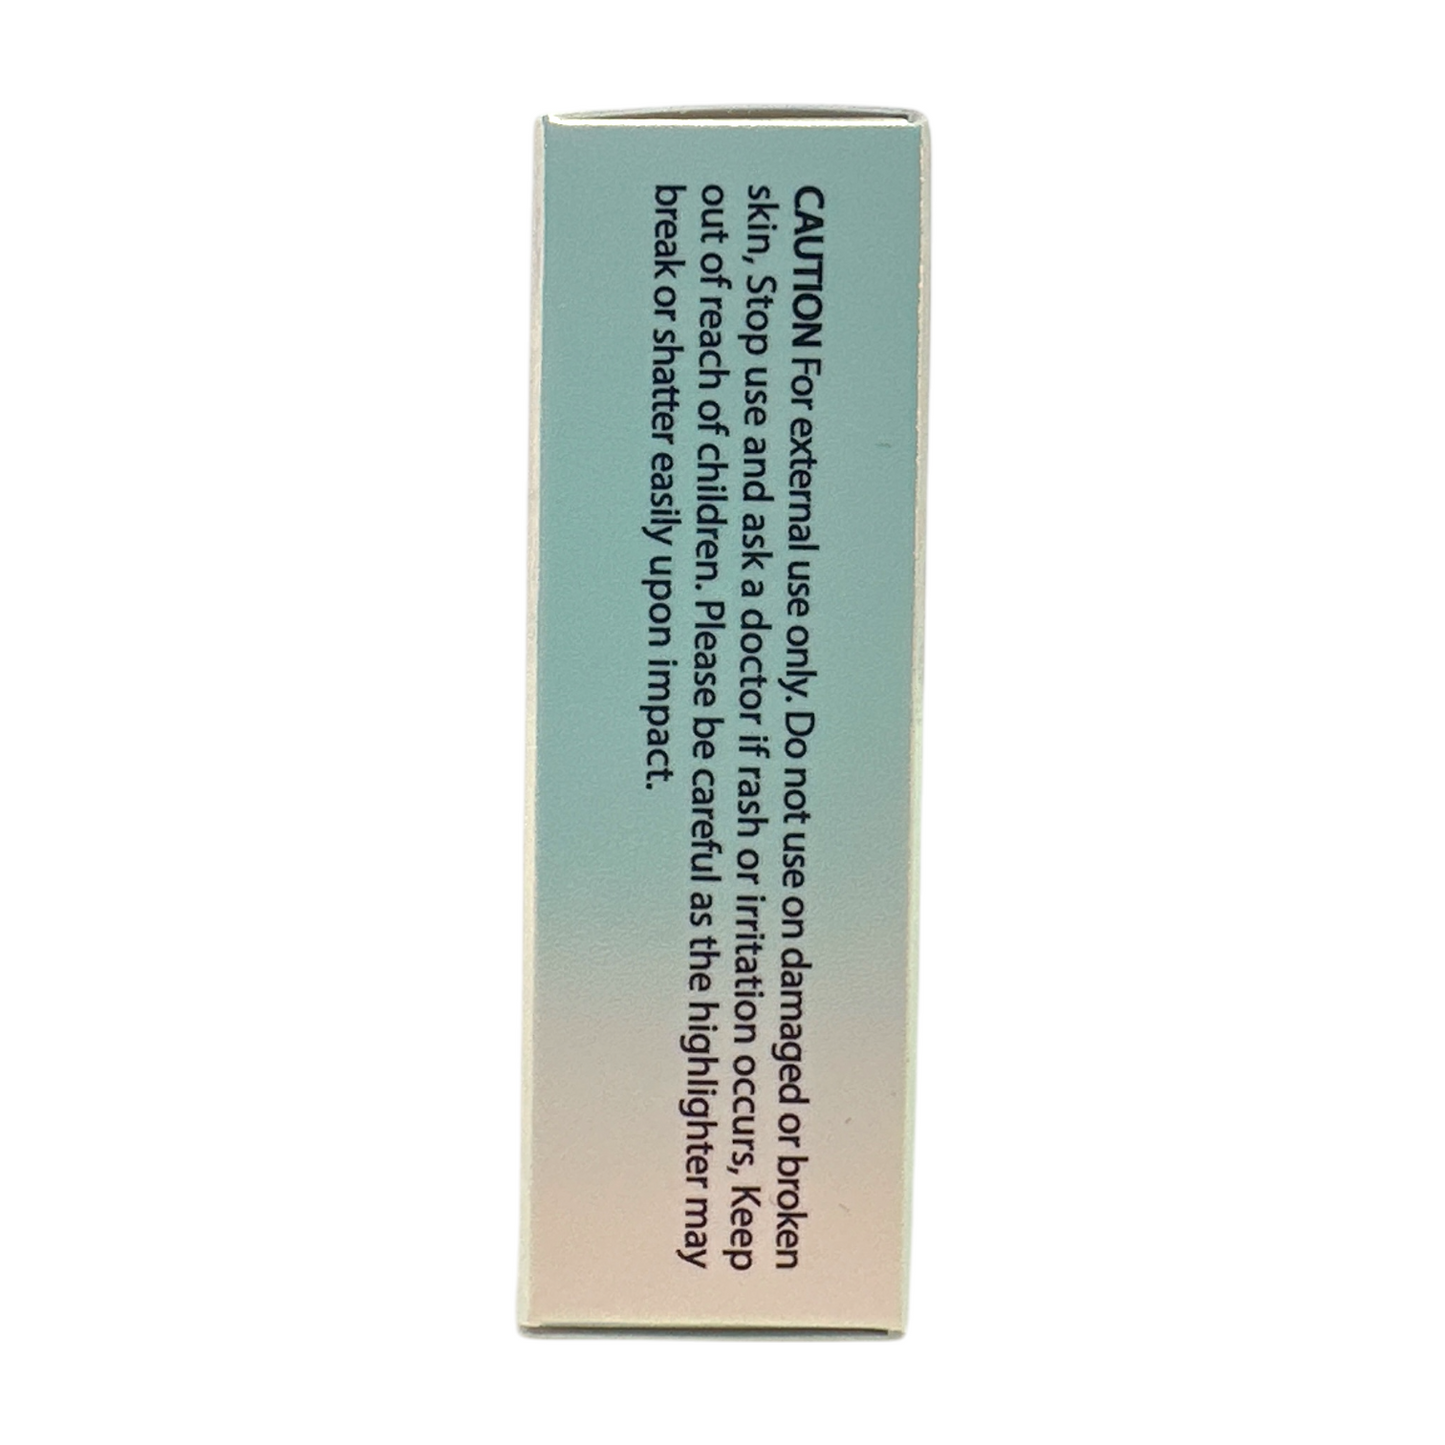 CAUTION For external use only. Do not use on damaged or broken
skin, Stop use and ask a doctor if rash or irritation occurs, Keep
out of reach of children. Please be careful as the highlighter may
break or shatter easily upon impact.